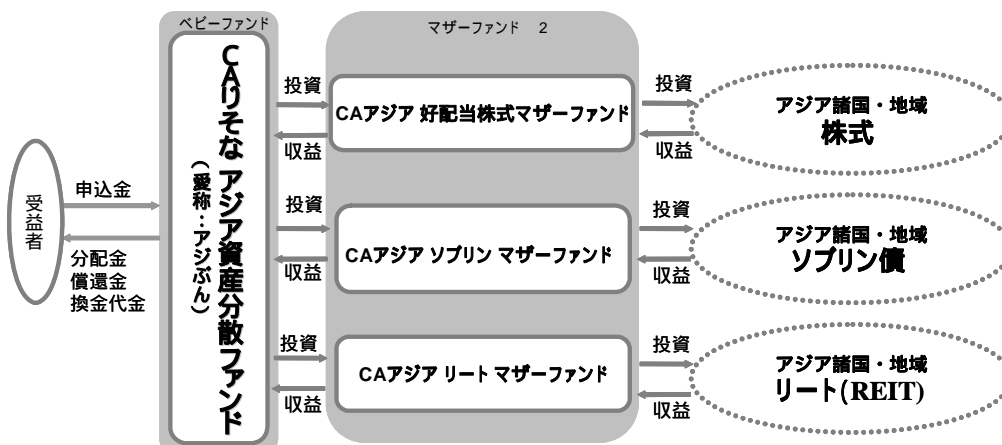 ベビーファンド
マザーファンド 2
受益者
申込金
分配金
償還金
換金代金
CAりそな アジア資産分散ファンド
(愛称:アジぶん)
投資
収益
CAアジア 好配当株式マザーファンド
投資
収益
アジア諸国・地域
株式
投資
収益
CAアジア ソブリン マザーファンド
投資
収益
アジア諸国・地域
ソブリン債
投資
収益
CAアジア リート マザーファンド
投資
収益
アジア諸国・地域
リート(REIT)